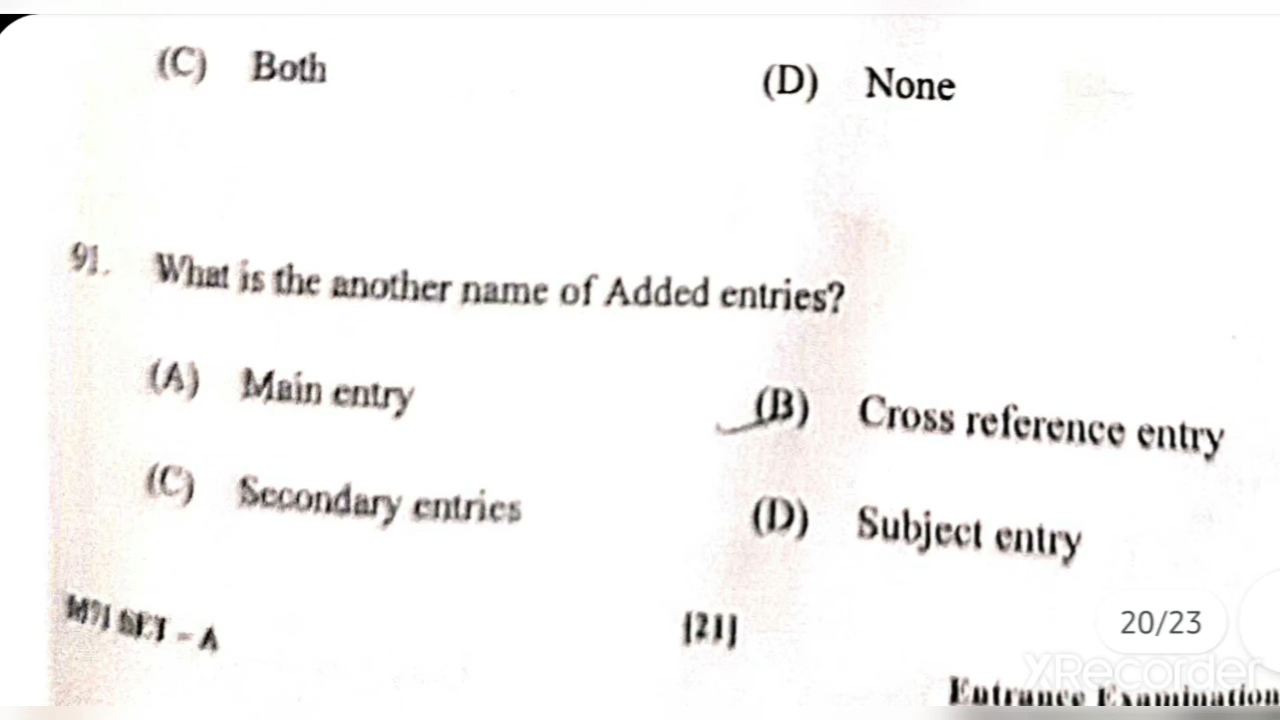 (C) Both (D) None
91. What is the another name of Added entries?
(A) Main entry (B) Cross reference entry
(C) Secondary entries (D) Subject entry
M71 SET - A [21]
20/23
XRecorder
Entrance Examination